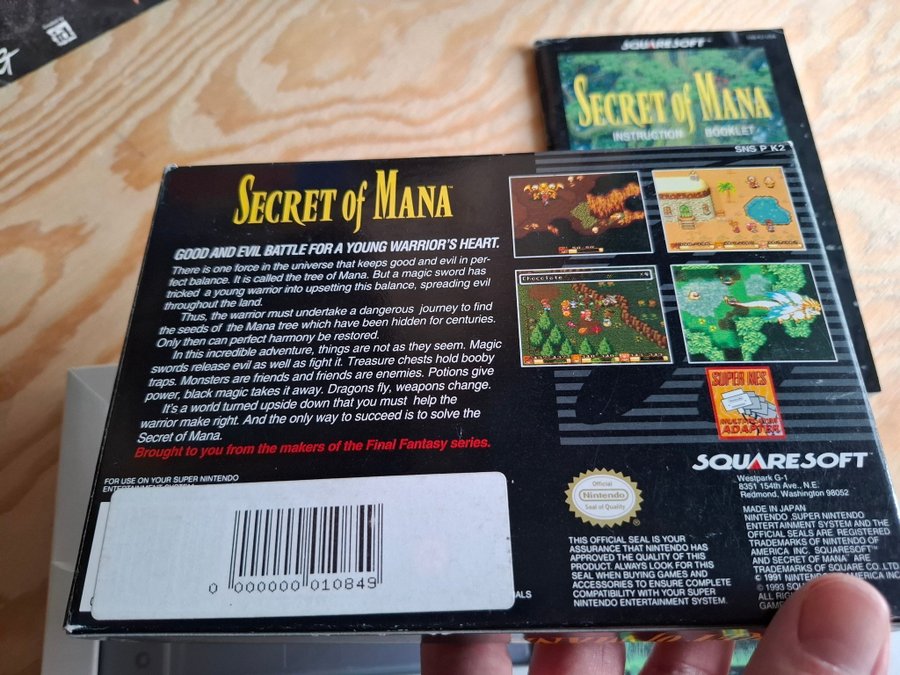 SQUARESOFT
SECRET of MANA
INSTRUCTION BOOKLET
SNS P K2
SECRET of MANA™
GOOD AND EVIL BATTLE FOR A YOUNG WARRIOR'S HEART.
There is one force in the universe that keeps good and evil in per-
fect balance. It is called the tree of Mana. But a magic sword has
tricked a young warrior into upsetting this balance, spreading evil
throughout the land.
Thus, the warrior must undertake a dangerous journey to find
the seeds of the Mana tree which have been hidden for centuries.
Only then can perfect harmony be restored.
In this incredible adventure, things are not as they seem. Magic
swords release evil as well as fight it. Treasure chests hold booby
traps. Monsters are friends and friends are enemies. Potions give
power, black magic takes it away. Dragons fly, weapons change.
It's a world turned upside down that you must help the
warrior make right. And the only way to succeed is to solve the
Secret of Mana.
Brought to you from the makers of the Final Fantasy series.
Chocolate
SUPER NES
ADAPTER
FOR USE ON YOUR SUPER NINTENDO
ENTERTAINMENT SYSTEM
0 000000 010849
ALS
Official
Nintendo
Seal of Quality
®
THIS OFFICIAL SEAL IS YOUR
ASSURANCE THAT NINTENDO HAS
APPROVED THE QUALITY OF THIS
PRODUCT. ALWAYS LOOK FOR THIS
SEAL WHEN BUYING GAMES AND
ACCESSORIES TO ENSURE COMPLETE
COMPATIBILITY WITH YOUR SUPER
NINTENDO ENTERTAINMENT SYSTEM.
SQUARESOFT™
Westpark G-1
8351 154th Ave., N.E.
Redmond, Washington 98052
MADE IN JAPAN
NINTENDO ,SUPER NINTENDO
ENTERTAINMENT SYSTEM AND THE
OFFICIAL SEALS ARE REGISTERED
TRADEMARKS OF NINTENDO OF
AMERICA INC. SQUARESOFT™
AND SECRET OF MANA™ ARE
TRADEMARKS OF SQUARE CO.,LTD.
© 1991 NINTENDO OF AMERICA INC.
© 1993 SQU
ALL RIG
GAM